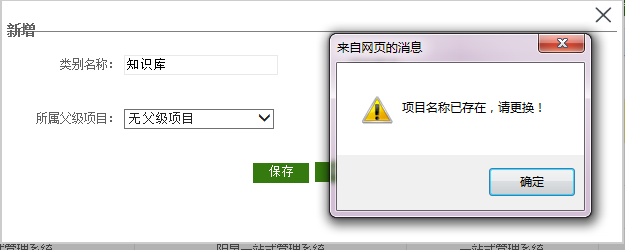 新增
类别名称：
知识库
所属父级项目：
无父级项目
保存
来自网页的消息
项目名称已存在，请更换！
确定